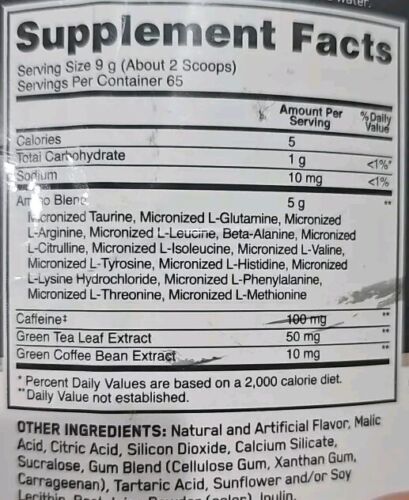 water.
Supplement Facts
Serving Size 9 g (About 2 Scoops)
Servings Per Container 65
Amount Per Serving %Daily Value
Calories 5
Total Carbohydrate 1 g <1%*
Sodium 10 mg <1%
Amino Blend 5 g **
Micronized Taurine, Micronized L-Glutamine, Micronized
L-Arginine, Micronized L-Leucine, Beta-Alanine, Micronized
L-Citrulline, Micronized L-Isoleucine, Micronized L-Valine,
Micronized L-Tyrosine, Micronized L-Histidine, Micronized
L-Lysine Hydrochloride, Micronized L-Phenylalanine,
Micronized L-Threonine, Micronized L-Methionine
Caffeine‡ 100 mg **
Green Tea Leaf Extract 50 mg **
Green Coffee Bean Extract 10 mg **
* Percent Daily Values are based on a 2,000 calorie diet.
** Daily Value not established.
OTHER INGREDIENTS: Natural and Artificial Flavor, Malic
Acid, Citric Acid, Silicon Dioxide, Calcium Silicate,
Sucralose, Gum Blend (Cellulose Gum, Xanthan Gum,
Carrageenan), Tartaric Acid, Sunflower and/or Soy
Lecithin, (color), Inulin.